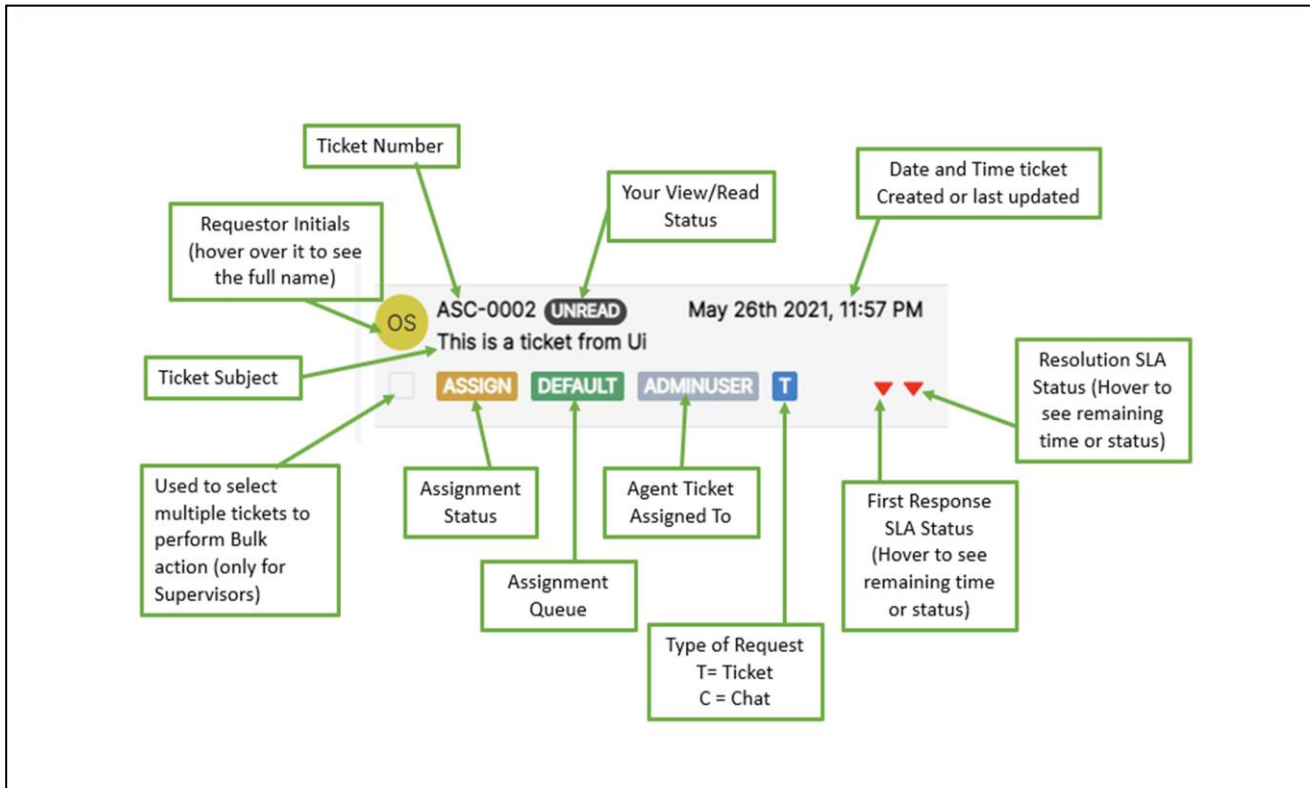 Ticket Number
Your View/Read
Status
Date and Time ticket
Created or last updated
Requestor Initials
(hover over it to see
the full name)
OS
ASC-0002 UNREAD May 26th 2021, 11:57 PM
This is a ticket from Ui
Ticket Subject
ASSIGN DEFAULT ADMINUSER T
Resolution SLA
Status (Hover to
see remaining
time or status)
Used to select
multiple tickets to
perform Bulk
action (only for
Supervisors)
Assignment
Status
Assignment
Queue
Agent Ticket
Assigned To
Type of Request
T= Ticket
C = Chat
First Response
SLA Status
(Hover to see
remaining time
or status)